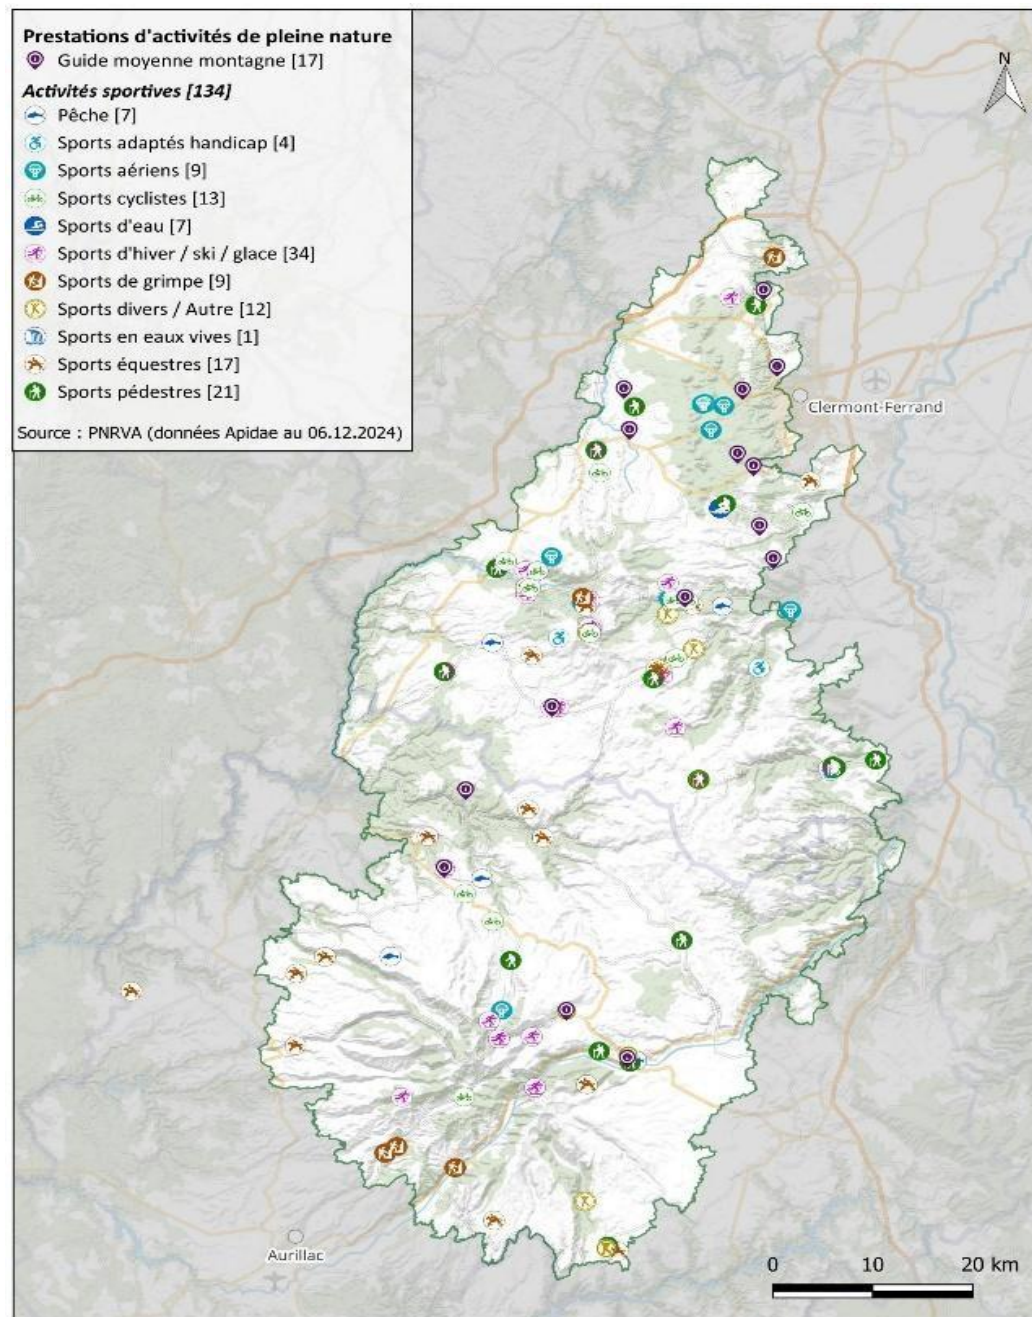 Prestations d'activités de pleine nature
Guide moyenne montagne [17]
Activités sportives [134]
Pêche [7]
Sports adaptés handicap [4]
Sports aériens [9]
Sports cyclistes [13]
Sports d'eau [7]
Sports d'hiver / ski / glace [34]
Sports de grimpe [9]
Sports divers / Autre [12]
Sports en eaux vives [1]
Sports équestres [17]
Sports pédestres [21]
Source : PNRVA (données Apidae au 06.12.2024)
N
Clermont-Ferrand
Aurillac
0 10 20 km